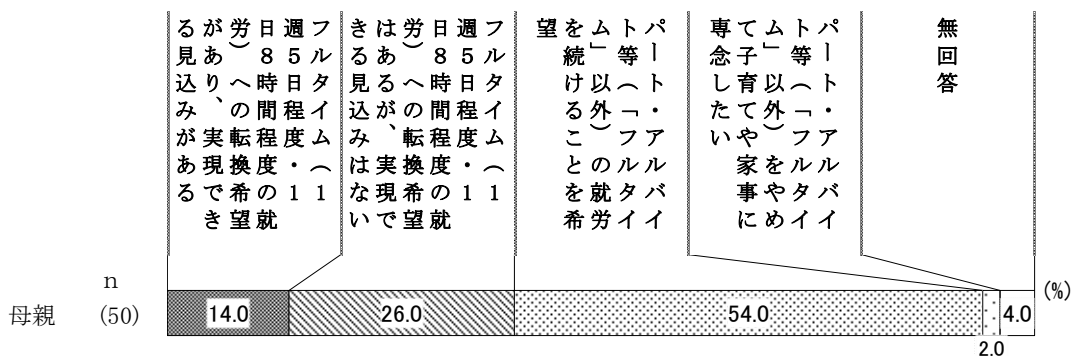 フルタイム（１
週５日程度・１
日８時間程度の就
労）への転換希望
があり、実現でき
る見込みがある
フルタイム（１
週５日程度・１
日８時間程度の就
労）への転換希望
はあるが、実現で
きる見込みはない
パート・アルバイ
ト等（「フルタイ
ム」以外）の就労
を続けることを希
望
パート・アルバイ
ト等（「フルタイ
ム」以外）をやめ
て子育てや家事に
専念したい
無回答
n
(%)
母親 (50) 14.0 26.0 54.0 4.0
2.0